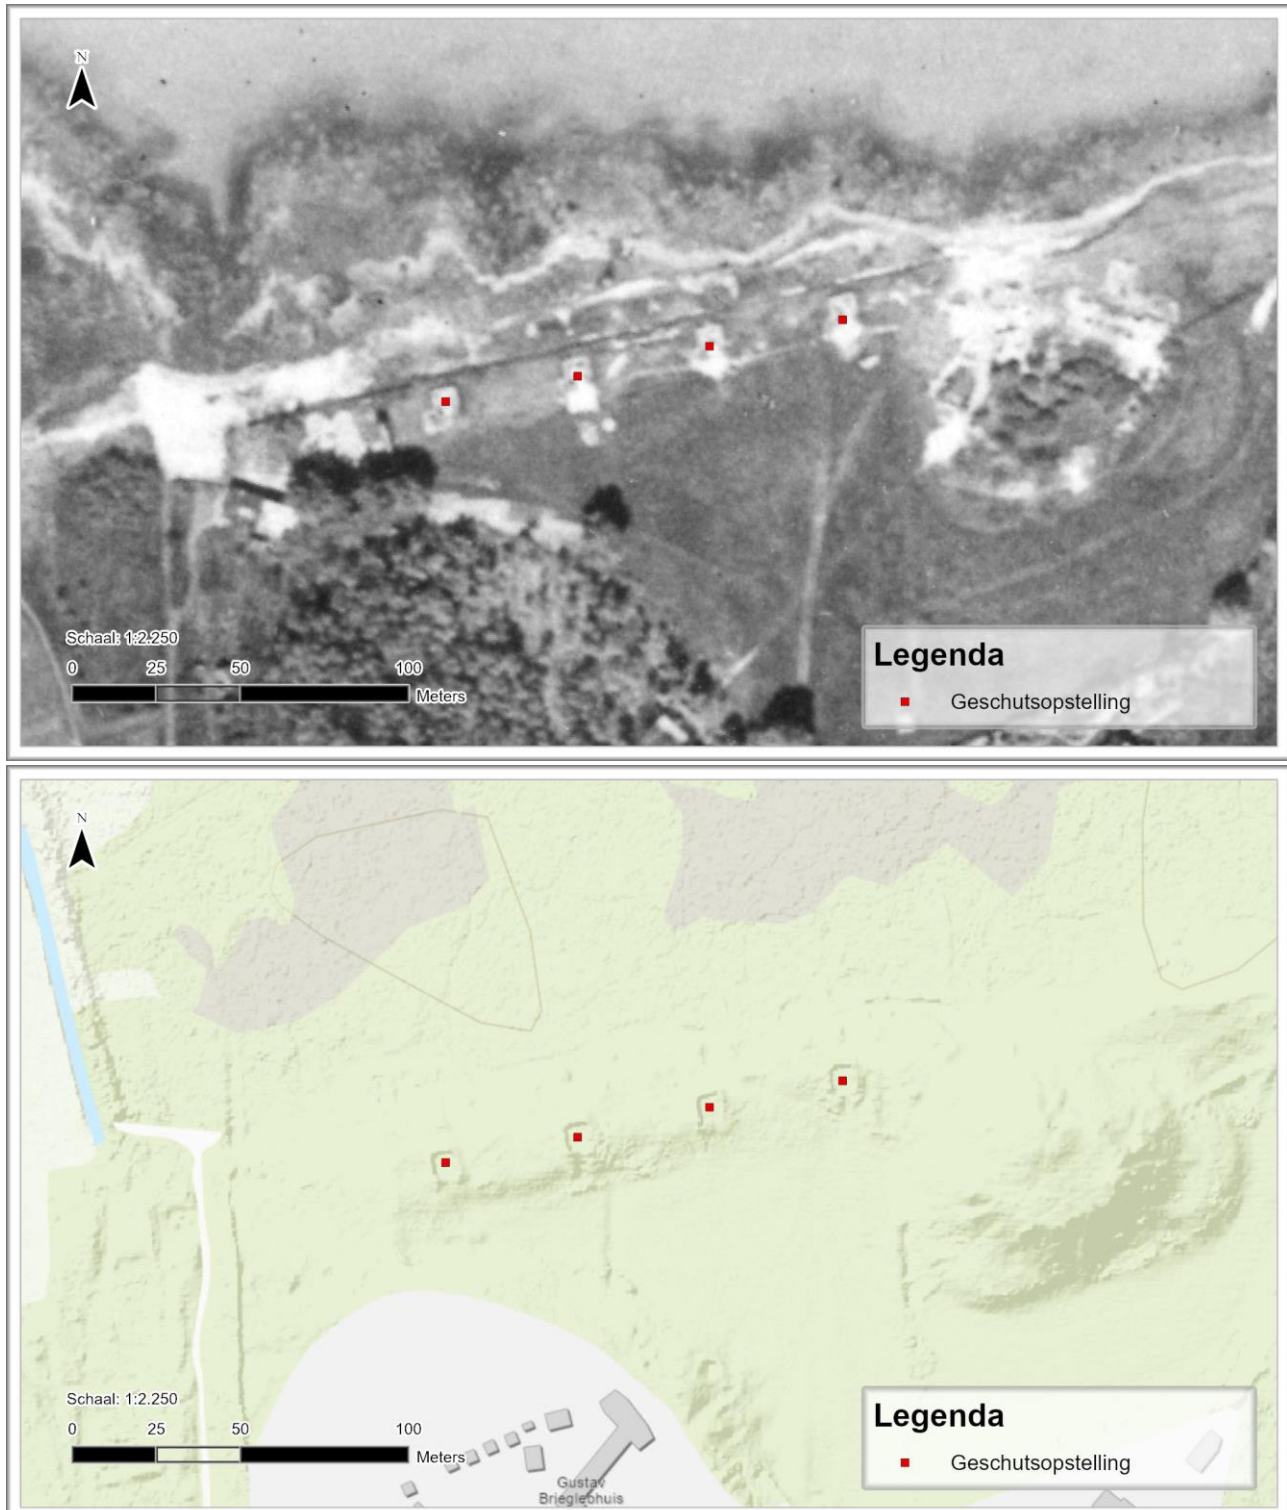 N
Schaal: 1:2.250
0 25 50 100
Meters
Legenda
Geschutsopstelling
N
Schaal: 1:2.250
0 25 50 100
Meters
Gustav
Brieglebhuis
Legenda
Geschutsopstelling